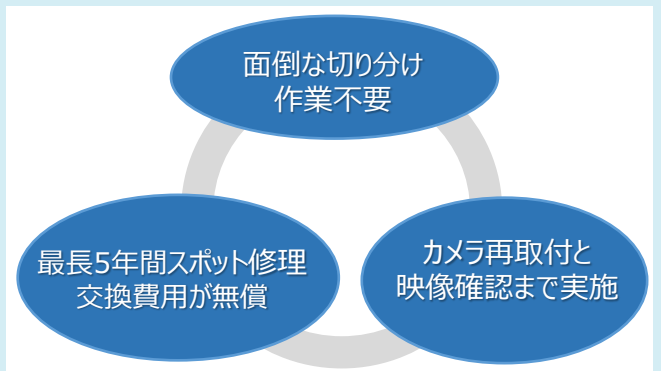 面倒な切り分け
作業不要
最長5年間スポット修理
交換費用が無償
カメラ再取付と
映像確認まで実施